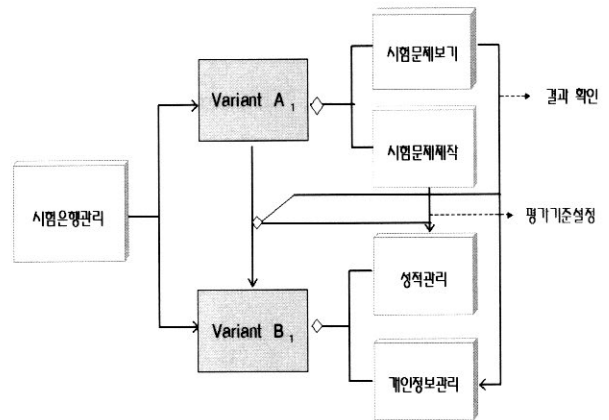 시험문제보기
Variant A 1
결과 확인
시험문제제작
시험은행관리
평가기준설정
성적관리
Variant B 1
개인정보관리